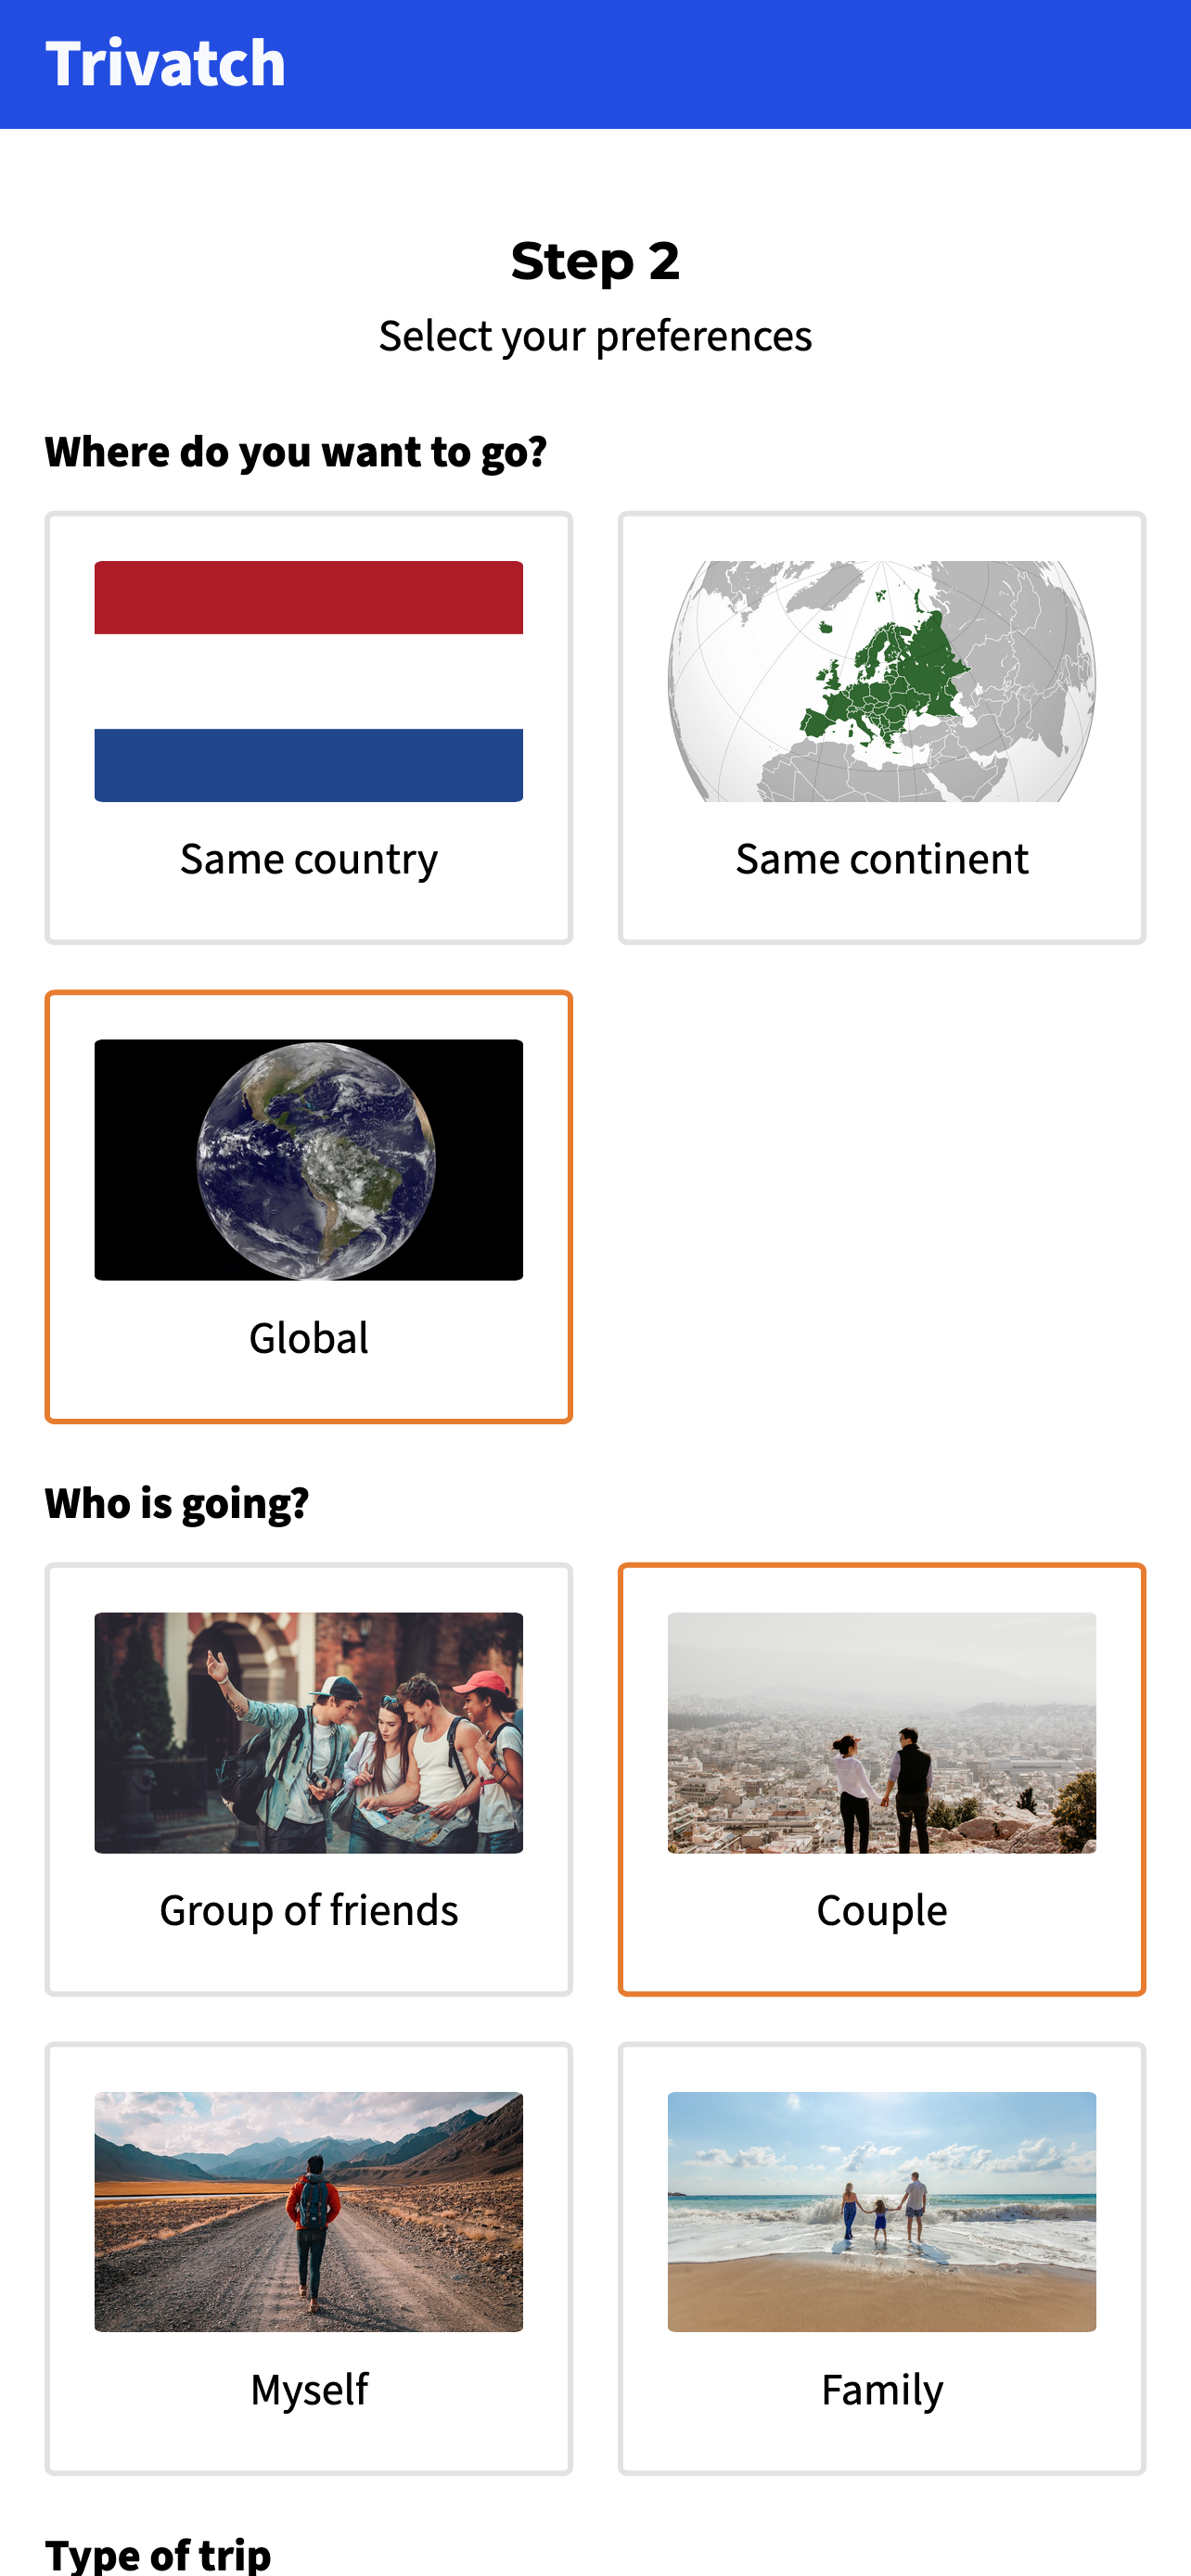 Trivatch
Step 2
Select your preferences
Where do you want to go?
Same country
Same continent
Global
Who is going?
Group of friends
Couple
Myself
Family
Type of trip